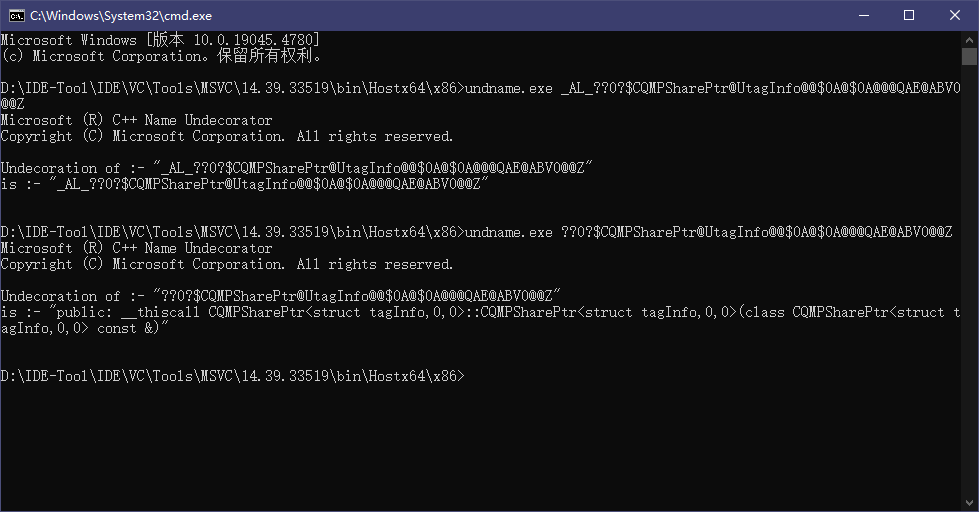 C:\Windows\System32\cmd.exe
Microsoft Windows [版本 10.0.19045.4780]
(c) Microsoft Corporation。保留所有权利。
D:\IDE-Tool\IDE\VC\Tools\MSVC\14.39.33519\bin\Hostx64\x86>undname.exe _AL_??0?$CQMPSharePtr@UtagInfo@@$0A@$0A@@@QAE@ABV0
@@Z
Microsoft (R) C++ Name Undecorator
Copyright (C) Microsoft Corporation. All rights reserved.
Undecoration of :- "_AL_??0?$CQMPSharePtr@UtagInfo@@$0A@$0A@@@QAE@ABV0@@Z"
is :- "_AL_??0?$CQMPSharePtr@UtagInfo@@$0A@$0A@@@QAE@ABV0@@Z"
D:\IDE-Tool\IDE\VC\Tools\MSVC\14.39.33519\bin\Hostx64\x86>undname.exe ??0?$CQMPSharePtr@UtagInfo@@$0A@$0A@@@QAE@ABV0@@Z
Microsoft (R) C++ Name Undecorator
Copyright (C) Microsoft Corporation. All rights reserved.
Undecoration of :- "??0?$CQMPSharePtr@UtagInfo@@$0A@$0A@@@QAE@ABV0@@Z"
is :- "public: __thiscall CQMPSharePtr<struct tagInfo,0,0>::CQMPSharePtr<struct tagInfo,0,0>(class CQMPSharePtr<struct t
agInfo,0,0> const &)"
D:\IDE-Tool\IDE\VC\Tools\MSVC\14.39.33519\bin\Hostx64\x86>